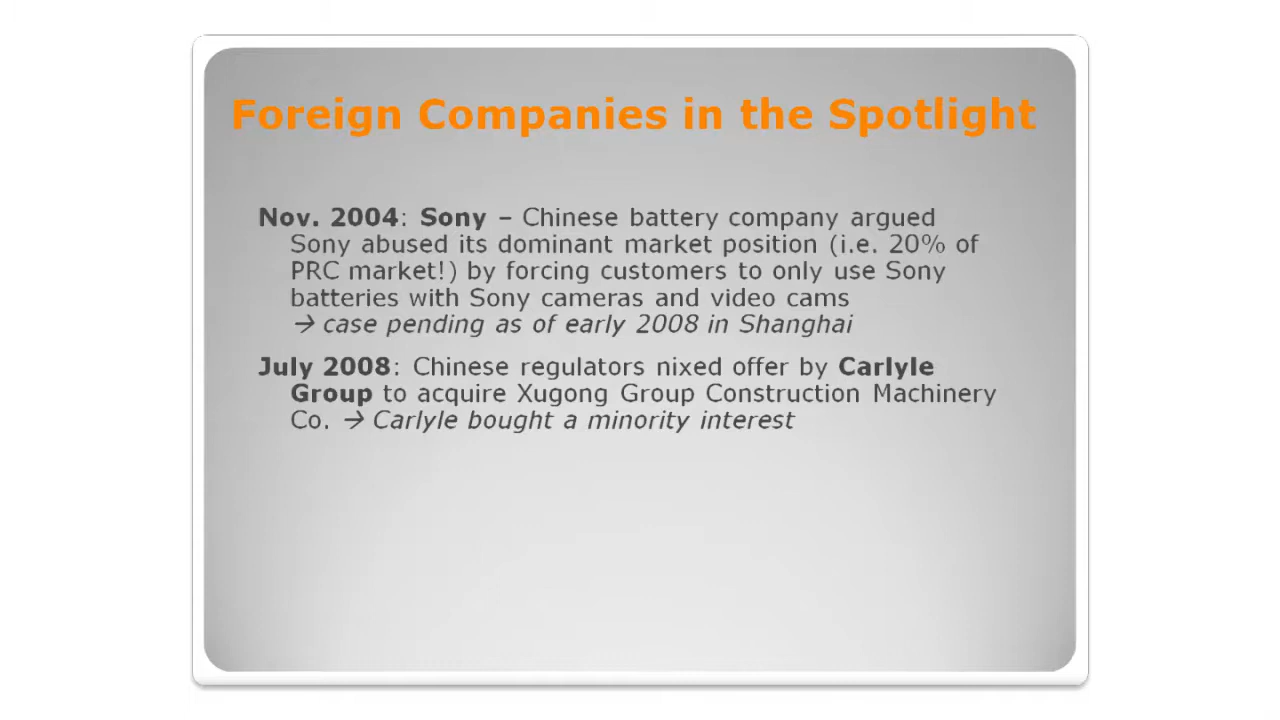 Foreign Companies in the Spotlight
Nov. 2004: Sony – Chinese battery company argued
Sony abused its dominant market position (i.e. 20% of
PRC market!) by forcing customers to only use Sony
batteries with Sony cameras and video cams
→ case pending as of early 2008 in Shanghai
July 2008: Chinese regulators nixed offer by Carlyle
Group to acquire Xugong Group Construction Machinery
Co. → Carlyle bought a minority interest